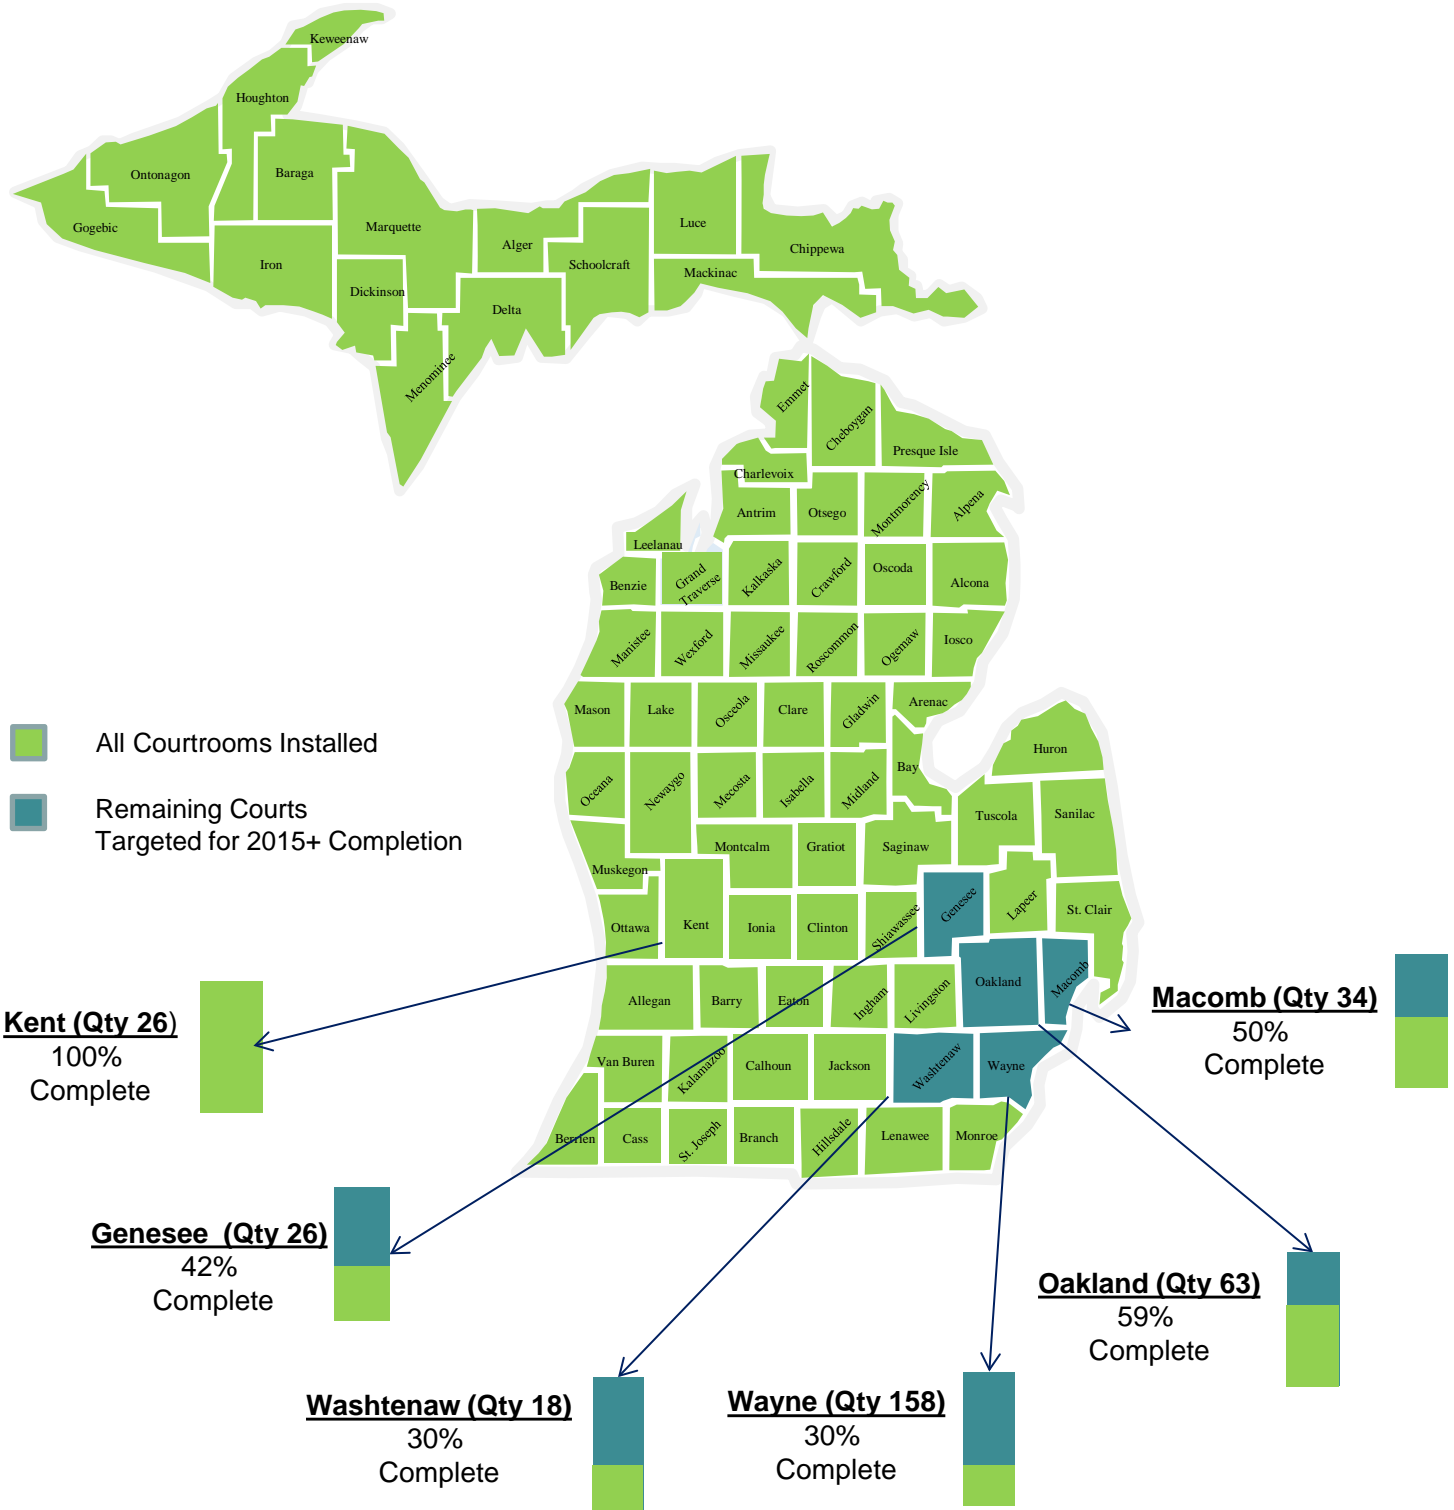 Keweenaw
Houghton
Ontonagon
Baraga
Gogebic
Marquette
Iron
Dickinson
Menominee
Alger
Delta
Schoolcraft
Luce
Mackinac
Chippewa
Emmet
Cheboygan
Presque Isle
Charlevoix
Antrim
Otsego
Montmorency
Alpena
Leelanau
Benzie
Grand
Traverse
Kalkaska
Crawford
Oscoda
Alcona
Manistee
Wexford
Missaukee
Roscommon
Ogemaw
Iosco
Mason
Lake
Osceola
Clare
Gladwin
Arenac
Huron
Oceana
Newaygo
Mecosta
Isabella
Midland
Bay
Tuscola
Sanilac
Muskegon
Montcalm
Gratiot
Saginaw
Ottawa
Kent
Ionia
Clinton
Shiawassee
Genesee
Lapeer
St. Clair
Allegan
Barry
Eaton
Ingham
Livingston
Oakland
Macomb
Van Buren
Kalamazoo
Calhoun
Jackson
Washtenaw
Wayne
Berrien
Cass
St. Joseph
Branch
Hillsdale
Lenawee
Monroe
All Courtrooms Installed
Remaining Courts
Targeted for 2015+ Completion
Kent (Qty 26)
100%
Complete
Macomb (Qty 34)
50%
Complete
Genesee (Qty 26)
42%
Complete
Oakland (Qty 63)
59%
Complete
Washtenaw (Qty 18)
30%
Complete
Wayne (Qty 158)
30%
Complete